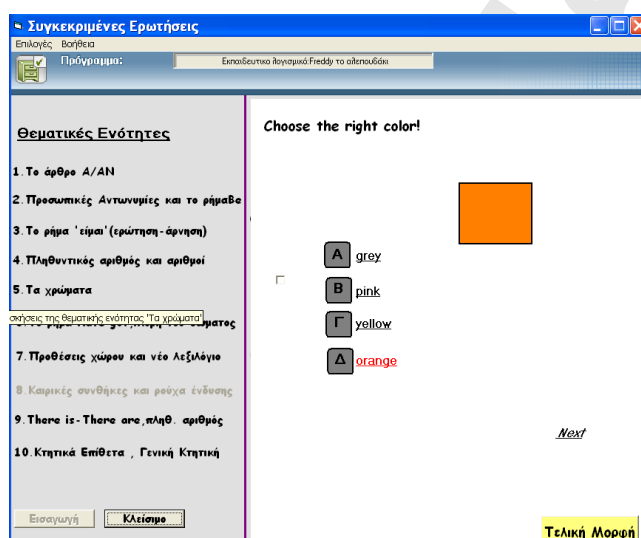 Συγκεκριμένες Ερωτήσεις
Επιλογές Βοήθεια
Πρόγραμμα:
Εκπαιδευτικο λογισμικό:Freddy το αλεπουδάκι
Θεματικές Ενότητες
Choose the right color!
1.Το άρθρο A/AN
2.Προσωπικές Αντωνυμίες και το ρήμαBe
3.Το ρήμα 'είμαι'(ερώτηση-άρνηση)
4.Πληθυντικός αριθμός και αριθμοί
5.Τα χρώματα
σκήσεις της θεματικής ενότητας 'Τα χρώματα'
7.Προθέσεις χώρου και νέο λεξιλόγιο
8.Καιρικές συνθήκες και ρούχα ένδυσης
9.There is-There are,πληθ. αριθμός
10.Κτητικά Επίθετα , Γενική Κτητική
Α grey
Β pink
Γ yellow
Δ orange
Next
Εισαγωγή Κλείσιμο
Τελική Μορφή